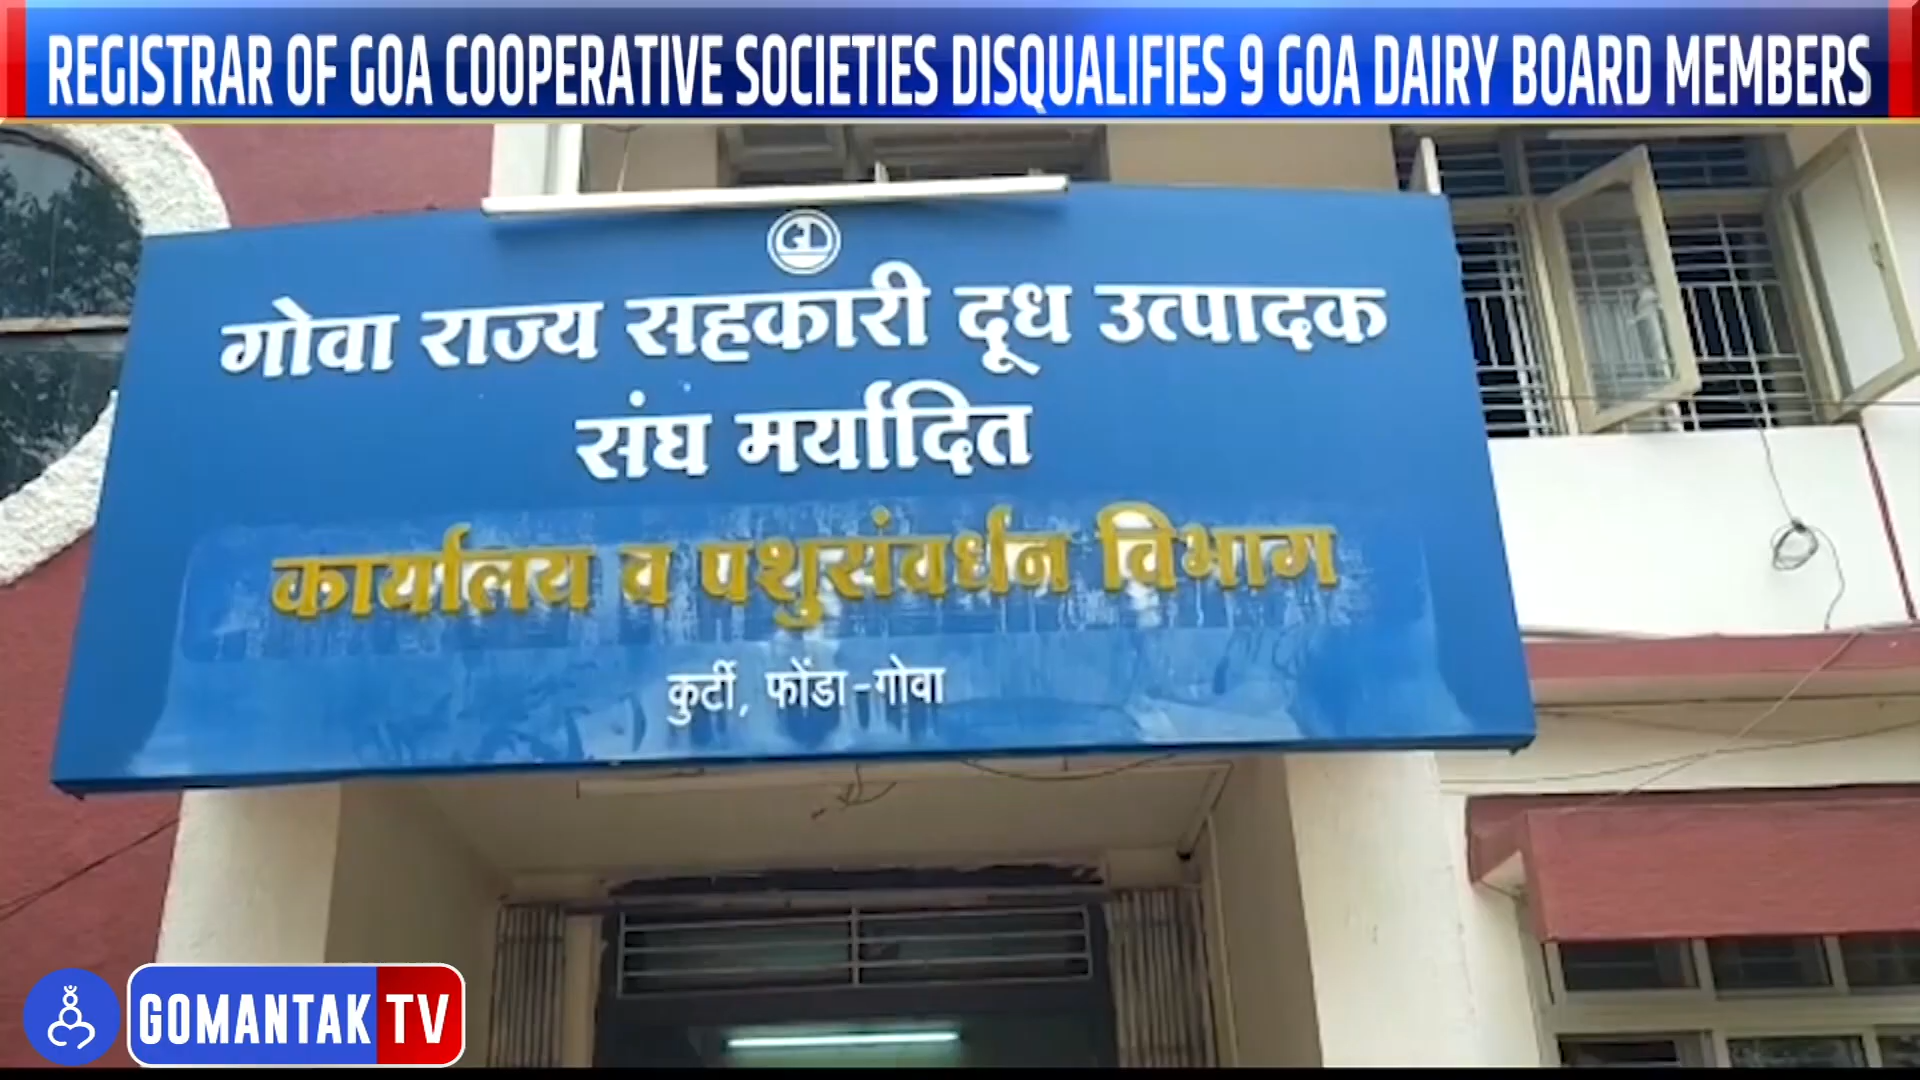 REGISTRAR OF GOA COOPERATIVE SOCIETIES DISQUALIFIES 9 GOA DAIRY BOARD MEMBERS
गोवा राज्य सहकारी दूध उत्पादक
संघ मर्यादित
कार्यालय व पशुसंवर्धन विभाग
कुर्टी, फोंडा-गोवा
GOMANTAK TV